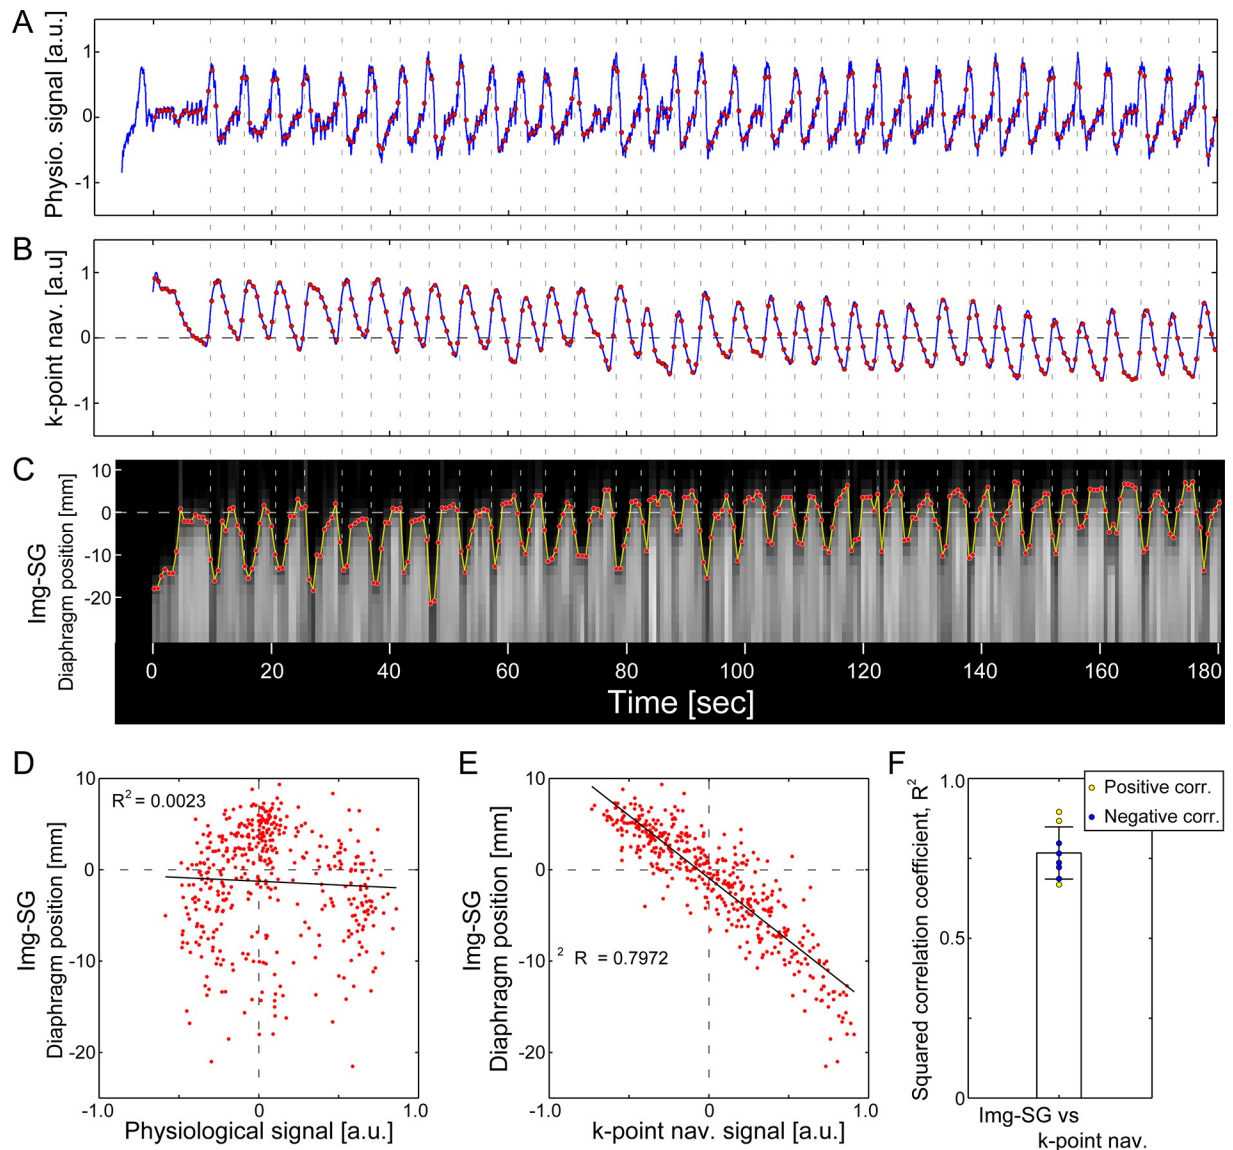 A
Physio. signal [a.u.]
1
0
-1
B
k-point nav. [a.u]
1
0
-1
C
Img-SG
Diaphragm position [mm]
10
0
-10
-20
0 20 40 60 80 100 120 140 160 180
Time [sec]
D
Img-SG
Diaphragm position [mm]
10
0
-10
-20
R² = 0.0023
-1.0 0 1.0
Physiological signal [a.u.]
E
Img-SG
Diaphragm position [mm]
10
0
-10
-20
² R = 0.7972
-1.0 0 1.0
k-point nav. signal [a.u.]
F
Squared correlation coefficient, R²
1.0
0.5
0
Positive corr.
Negative corr.
Img-SG vs
k-point nav.